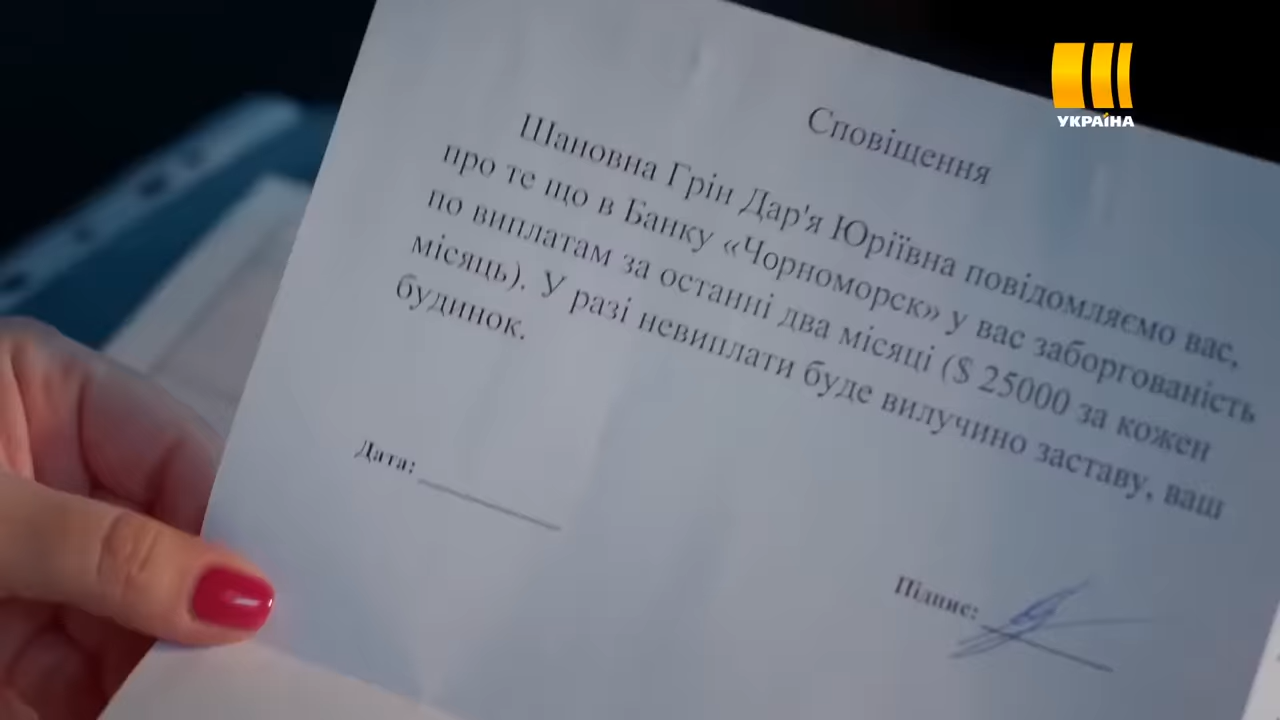 УКРАЇНА
Сповіщення
Шановна Грін Дар'я Юріївна повідомляємо вас,
про те що в Банку «Чорноморск» у вас заборгованість
по виплатам за останні два місяці ($ 25000 за кожен
місяць). У разі невиплати буде вилучино заставу, ваш
будинок.
Дата:
Підпис: